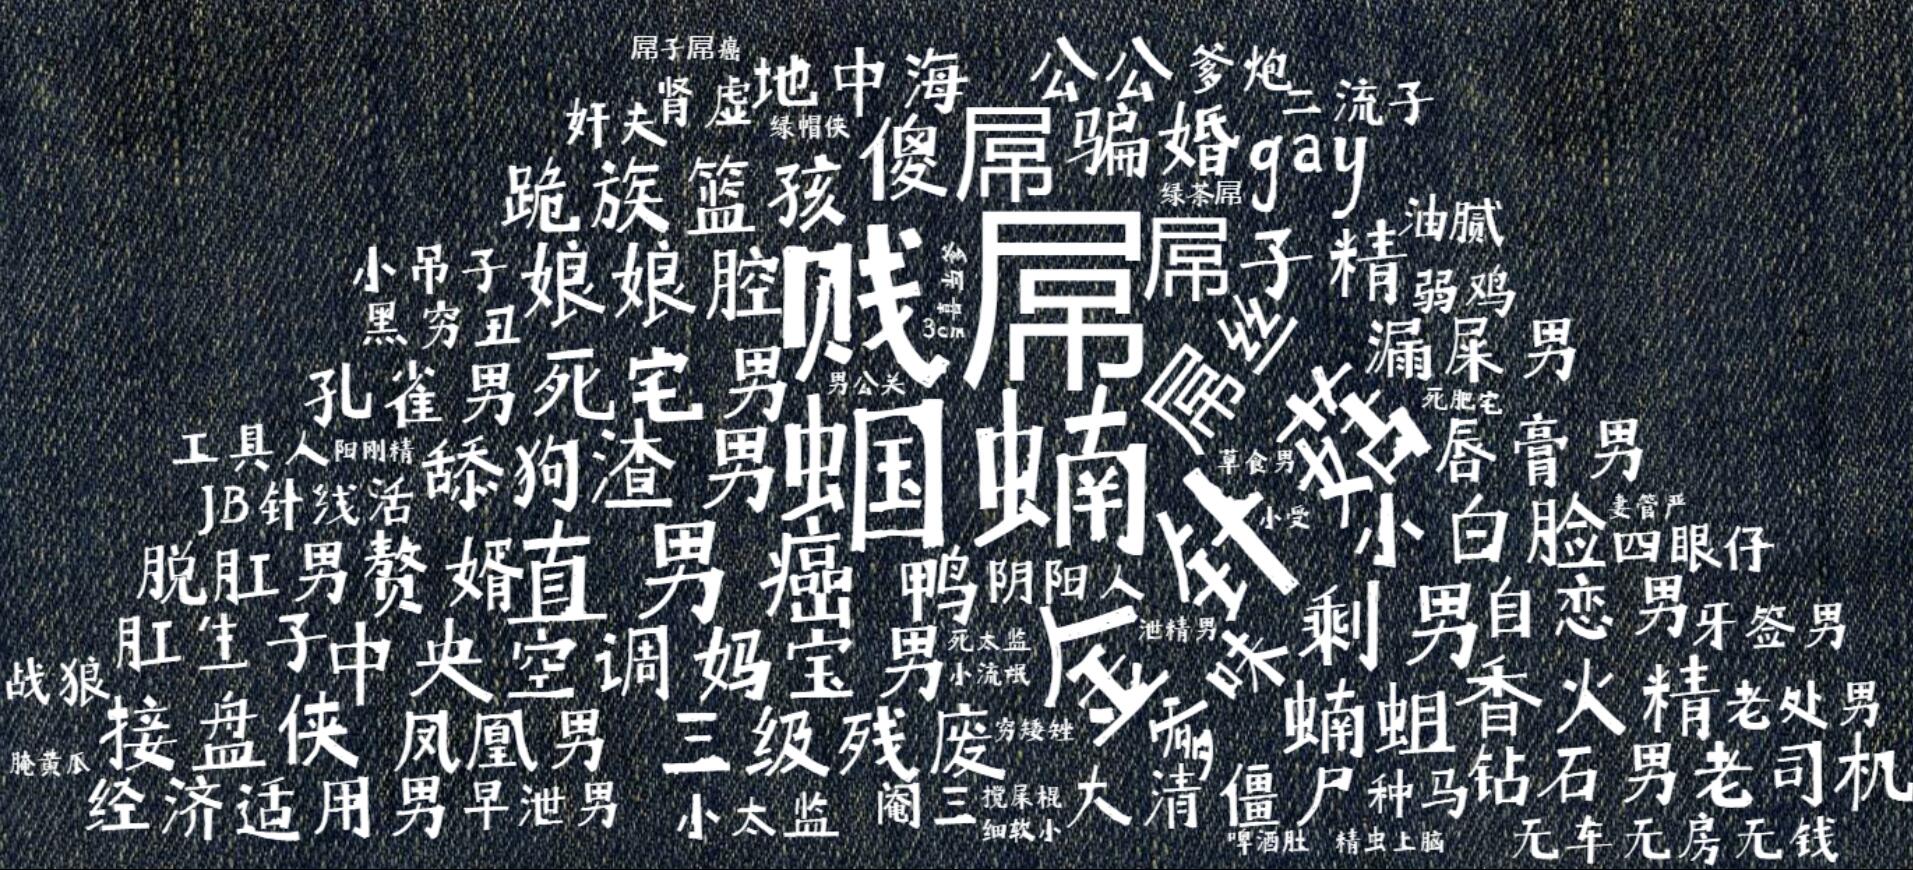 屌子屌癌
地中海
公公
爹炮
二流子
肾虚
奸夫
绿帽侠
傻屌
骗婚gay
跪族篮孩
绿茶屌
油腻
小吊子
娘娘腔
贱屌
喜当爹
3cm
屌子精
弱鸡
黑穷丑
屌丝
漏屎男
孔雀男
死宅男
男公关
死肥宅
蝈蝻
金针菇
唇膏男
工具人
阳刚精
舔狗
渣男
草食男
JB针线活
小受
小白脸
妻管严
四眼仔
脱肛男
赘婿
直男癌
鸭
阴阳人
剩男
自恋男
牙签男
肛生子
中央空调
妈宝男
死太监
小流氓
泄精男
战狼
接盘侠
凤凰男
三级残废
穷矮矬
蝻蛆
香火精
老处男
腌黄瓜
经济适用男
早泄男
小太监
阉三
搅屎棍
细软小
大清僵尸
种马
钻石男
老司机
啤酒肚
精虫上脑
无车无房无钱